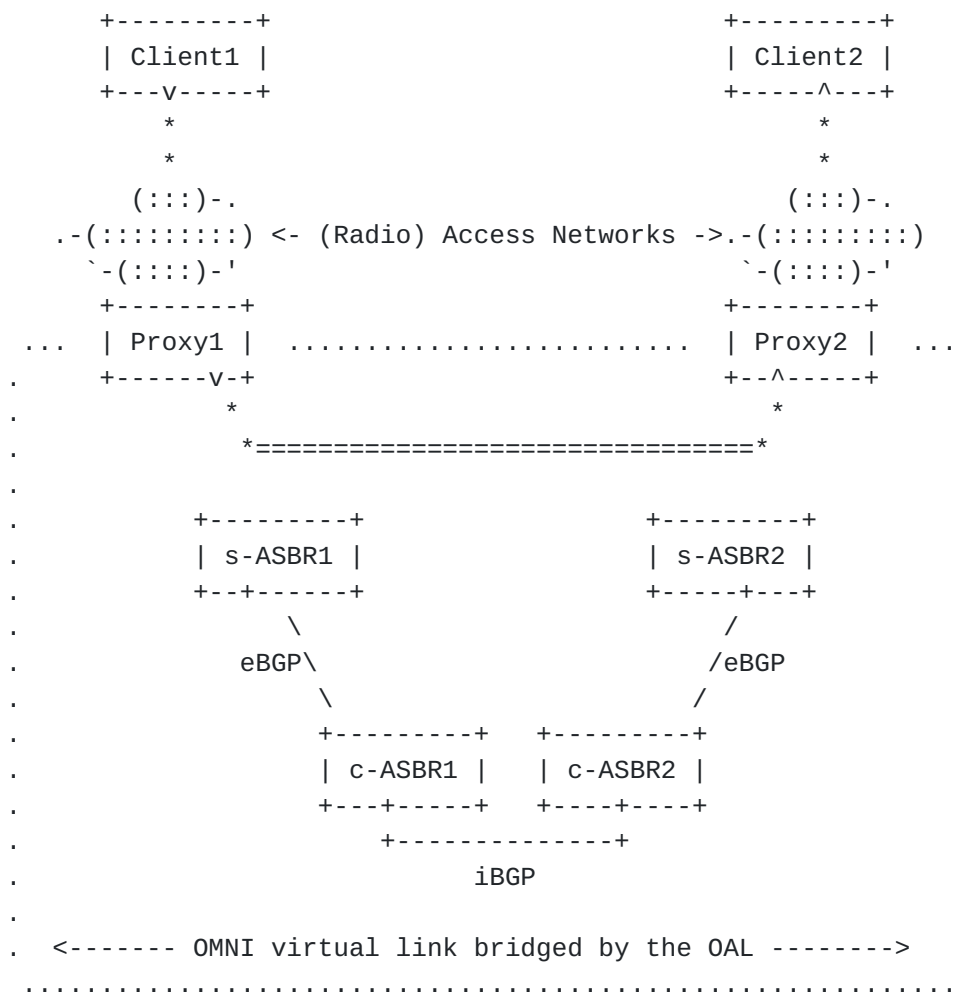 Client1 Client2
<- (Radio) Access Networks ->
Proxy1 Proxy2
s-ASBR1 s-ASBR2
eBGP eBGP
c-ASBR1 c-ASBR2
iBGP
<------- OMNI virtual link bridged by the OAL -------->